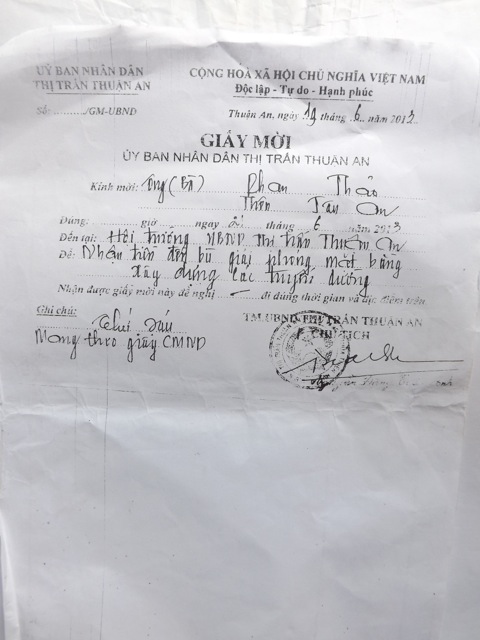 ỦY BAN NHÂN DÂN
THỊ TRẤN THUẬN AN
Số:........../GM-UBND
CỘNG HÒA XÃ HỘI CHỦ NGHĨA VIỆT NAM
Độc lập - Tự do - Hạnh phúc
Thuận An, ngày 19 tháng 6 năm 2013
GIẤY MỜI
ỦY BAN NHÂN DÂN THỊ TRẤN THUẬN AN
Kính mời: Ông (Bà) Phan Thảo
Thôn Tân An
Đúng: giờ ngày tháng 6 năm 2013
Đến tại: Hội trường UBND Thị trấn Thuận An
Để: Nhận tiền đền bù giải phóng mặt bằng
xây dựng các tuyến đường
Nhận được giấy mời này đề nghị đi đúng thời gian và địa điểm trên
Ghi chú:
Mang theo giấy CMND
TM.UBND THỊ TRẤN THUẬN AN
CHỦ TỊCH